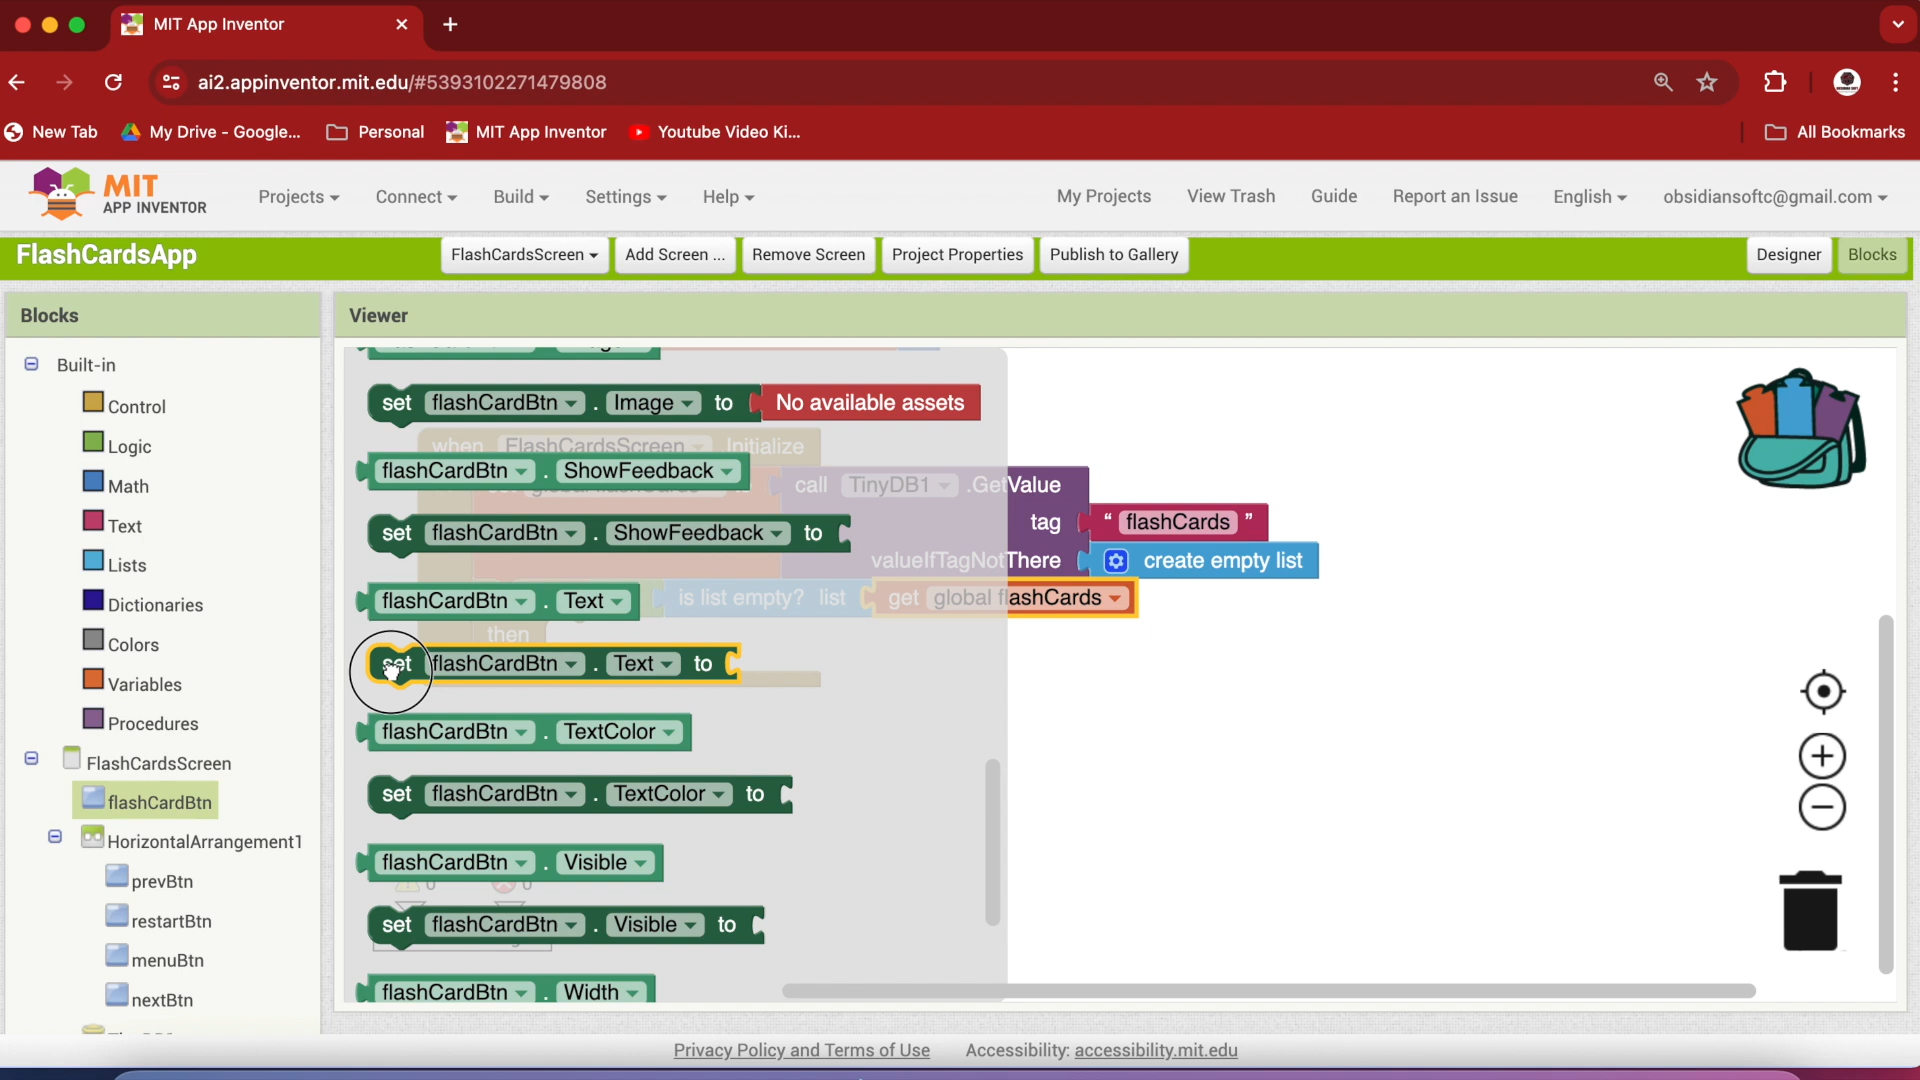 MIT App Inventor
ai2.appinventor.mit.edu/#5393102271479808
New Tab My Drive - Google... Personal MIT App Inventor Youtube Video Ki... All Bookmarks
MIT APP INVENTOR
Projects Connect Build Settings Help My Projects View Trash Guide Report an Issue English obsidiansoftc@gmail.com
FlashCardsApp FlashCardsScreen Add Screen ... Remove Screen Project Properties Publish to Gallery Designer Blocks
Blocks Viewer
Built-in
Control
Logic
Math
Text
Lists
Dictionaries
Colors
Variables
Procedures
FlashCardsScreen
flashCardBtn
HorizontalArrangement1
prevBtn
restartBtn
menuBtn
nextBtn
set flashCardBtn . Image to No available assets
when FlashCardsScreen Initialize
flashCardBtn . ShowFeedback
call TinyDB1 .GetValue
tag “ flashCards ”
set flashCardBtn . ShowFeedback to
valueIfTagNotThere create empty list
flashCardBtn . Text
is list empty? list get global flashCards
then
set flashCardBtn . Text to
flashCardBtn . TextColor
set flashCardBtn . TextColor to
flashCardBtn . Visible
0 0
set flashCardBtn . Visible to
flashCardBtn . Width
Privacy Policy and Terms of Use Accessibility: accessibility.mit.edu